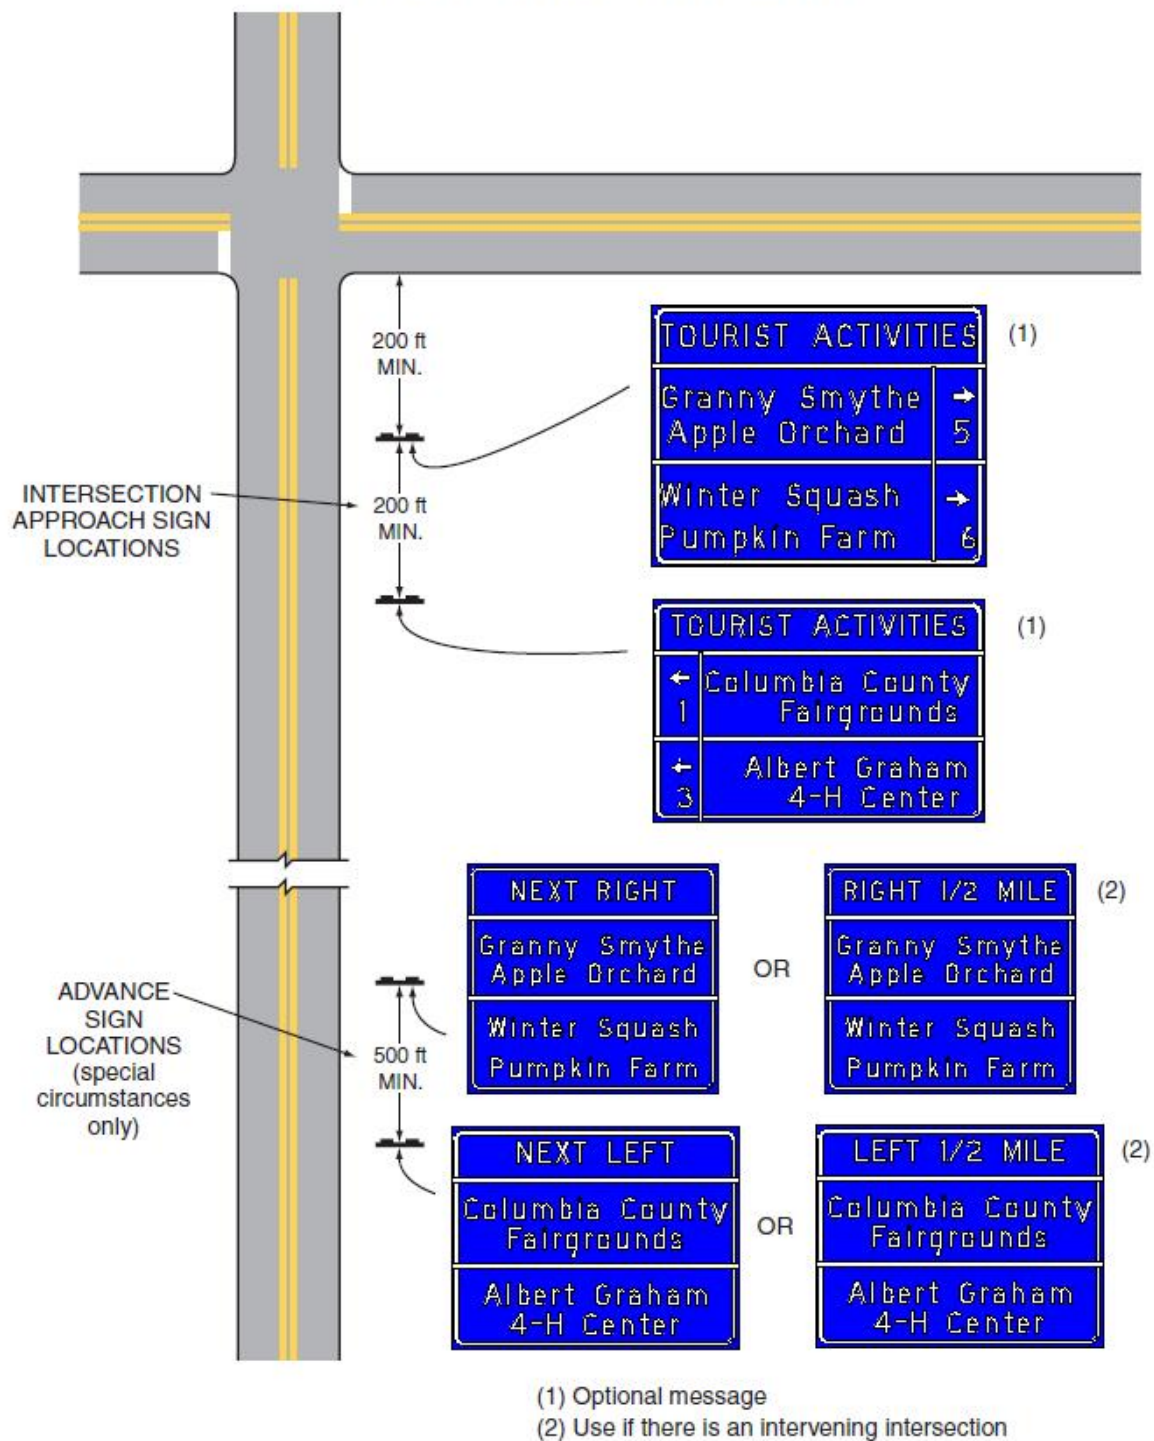 200 ft
MIN.
TOURIST ACTIVITIES
(1)
Granny Smythe
Apple Orchard
→
5
Winter Squash
Pumpkin Farm
→
6
INTERSECTION
APPROACH SIGN
LOCATIONS
200 ft
MIN.
TOURIST ACTIVITIES
(1)
←
1
Columbia County
Fairgrounds
←
3
Albert Graham
4-H Center
NEXT RIGHT
Granny Smythe
Apple Orchard
Winter Squash
Pumpkin Farm
OR
RIGHT 1/2 MILE
(2)
Granny Smythe
Apple Orchard
Winter Squash
Pumpkin Farm
ADVANCE
SIGN
LOCATIONS
(special
circumstances
only)
500 ft
MIN.
NEXT LEFT
Columbia County
Fairgrounds
Albert Graham
4-H Center
OR
LEFT 1/2 MILE
(2)
Columbia County
Fairgrounds
Albert Graham
4-H Center
(1) Optional message
(2) Use if there is an intervening intersection